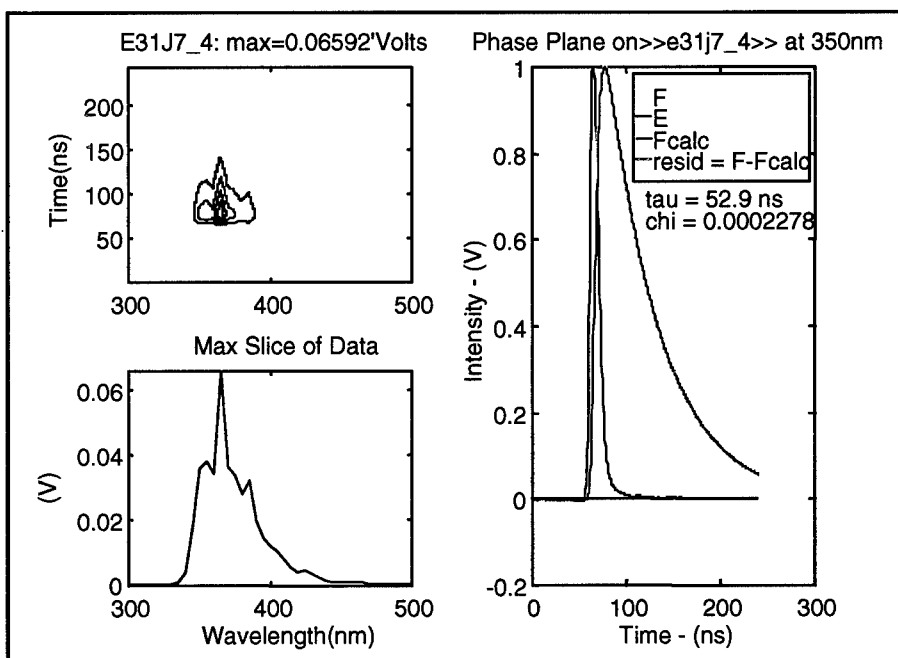 E31J7_4: max=0.06592'Volts
Time(ns)
200
150
100
50
300
400
500
Max Slice of Data
(V)
0.06
0.04
0.02
0
300
400
500
Wavelength(nm)
Phase Plane on>>e31j7_4>> at 350nm
Intensity - (V)
1
0.8
0.6
0.4
0.2
0
-0.2
F
E
Fcalc
resid = F-Fcalc
tau = 52.9 ns
chi = 0.0002278
0
100
200
300
Time - (ns)